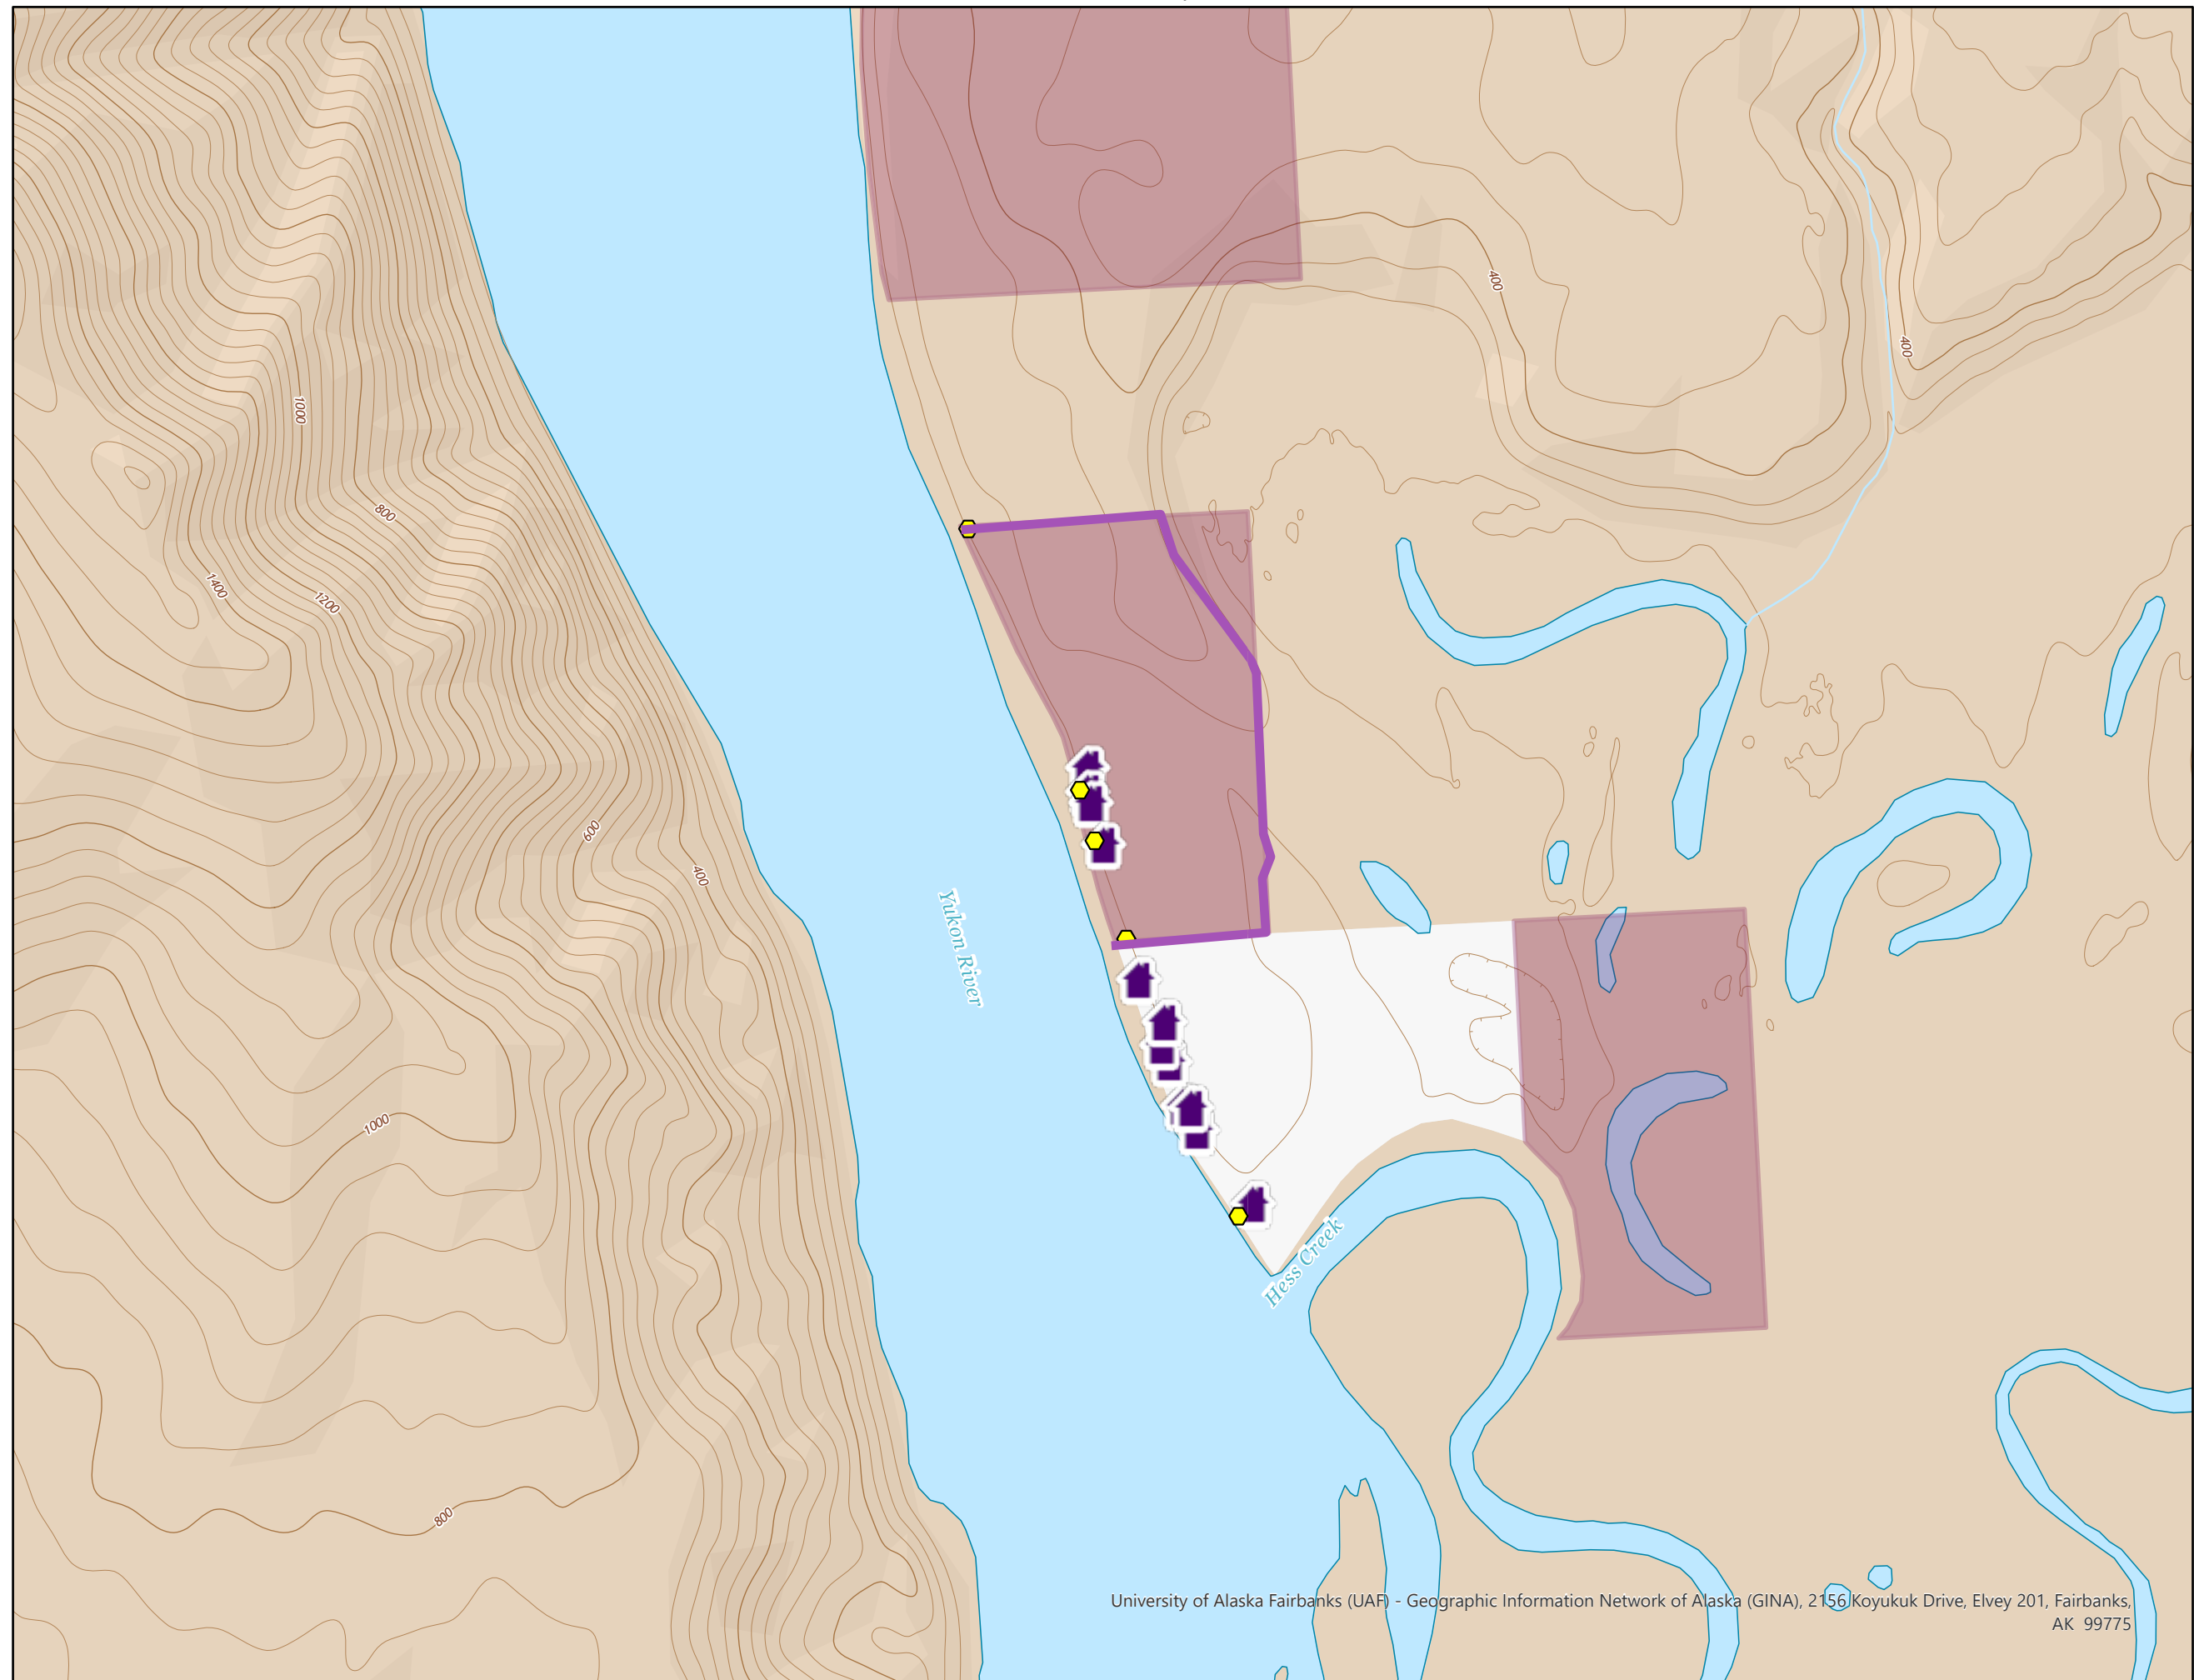 400
400
1000
800
1400
1200
600
400
Yukon River
1000
Hess Creek
800
University of Alaska Fairbanks (UAF) - Geographic Information Network of Alaska (GINA), 2156 Koyukuk Drive, Elvey 201, Fairbanks,
AK 99775